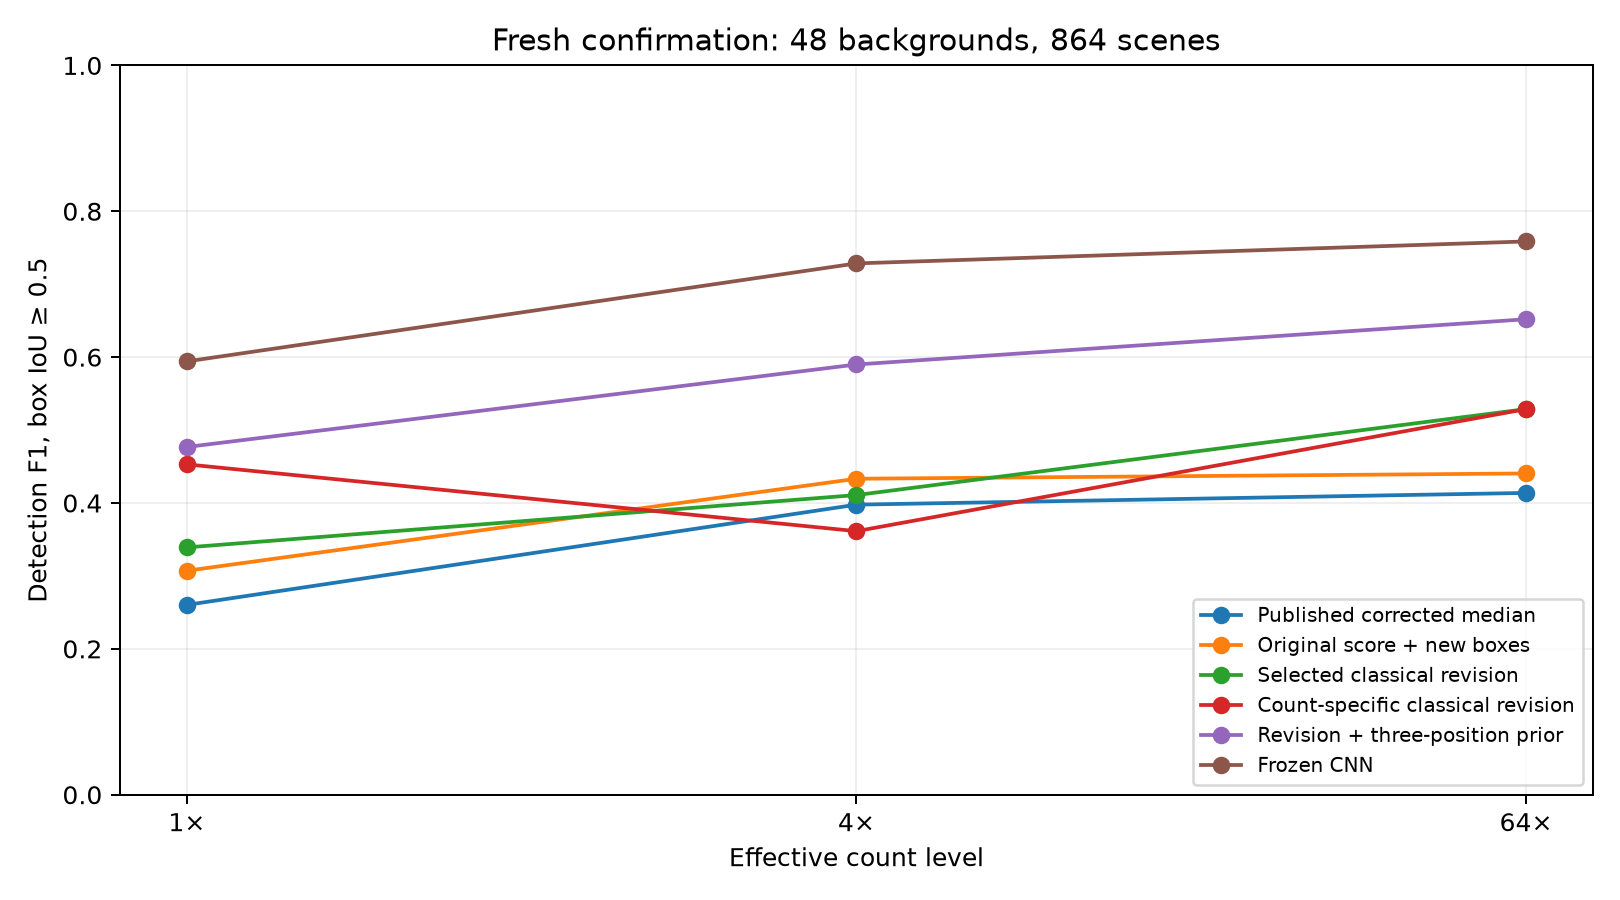 Fresh confirmation: 48 backgrounds, 864 scenes
Detection F1, box IoU ≥ 0.5
1.0
0.8
0.6
0.4
0.2
0.0
1×
4×
64×
Effective count level
Published corrected median
Original score + new boxes
Selected classical revision
Count-specific classical revision
Revision + three-position prior
Frozen CNN